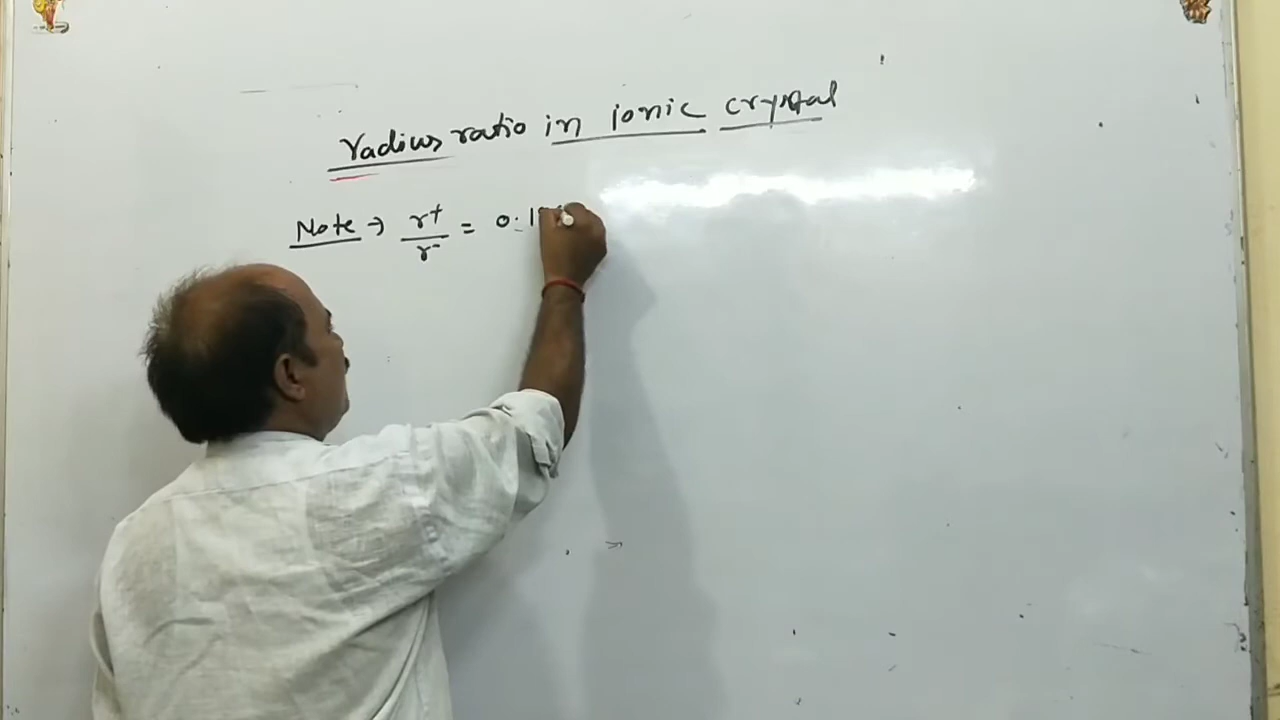 Radius ratio in ionic crystal
Note → r+/r- = 0.1